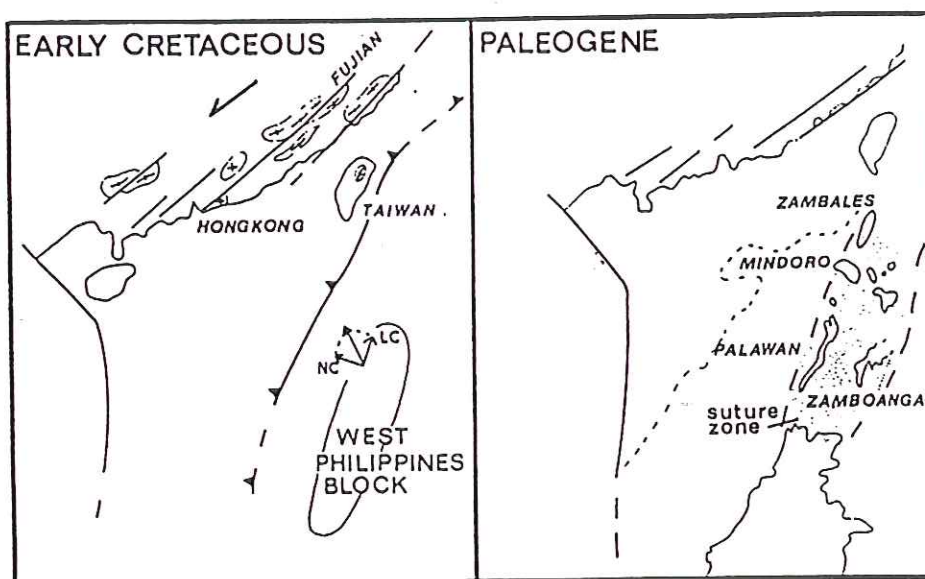 EARLY CRETACEOUS
FUJIAN
HONGKONG
TAIWAN
NC
LC
WEST
PHILIPPINES
BLOCK
PALEOGENE
ZAMBALES
MINDORO
PALAWAN
ZAMBOANGA
suture
zone